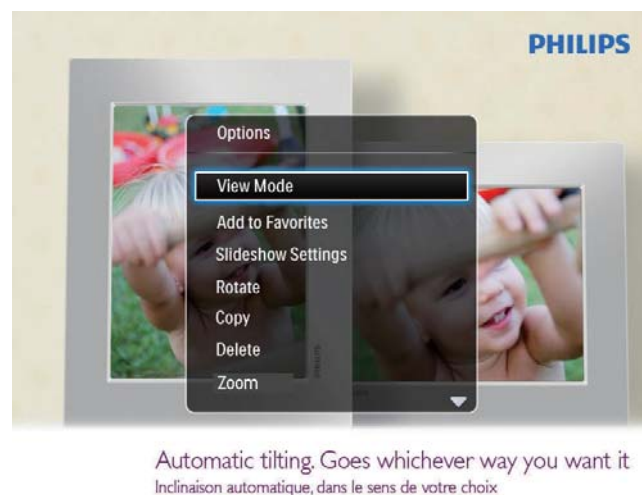 PHILIPS
Options
View Mode
Add to Favorites
Slideshow Settings
Rotate
Copy
Delete
Zoom
Automatic tilting. Goes whichever way you want it
Inclinaison automatique, dans le sens de votre choix